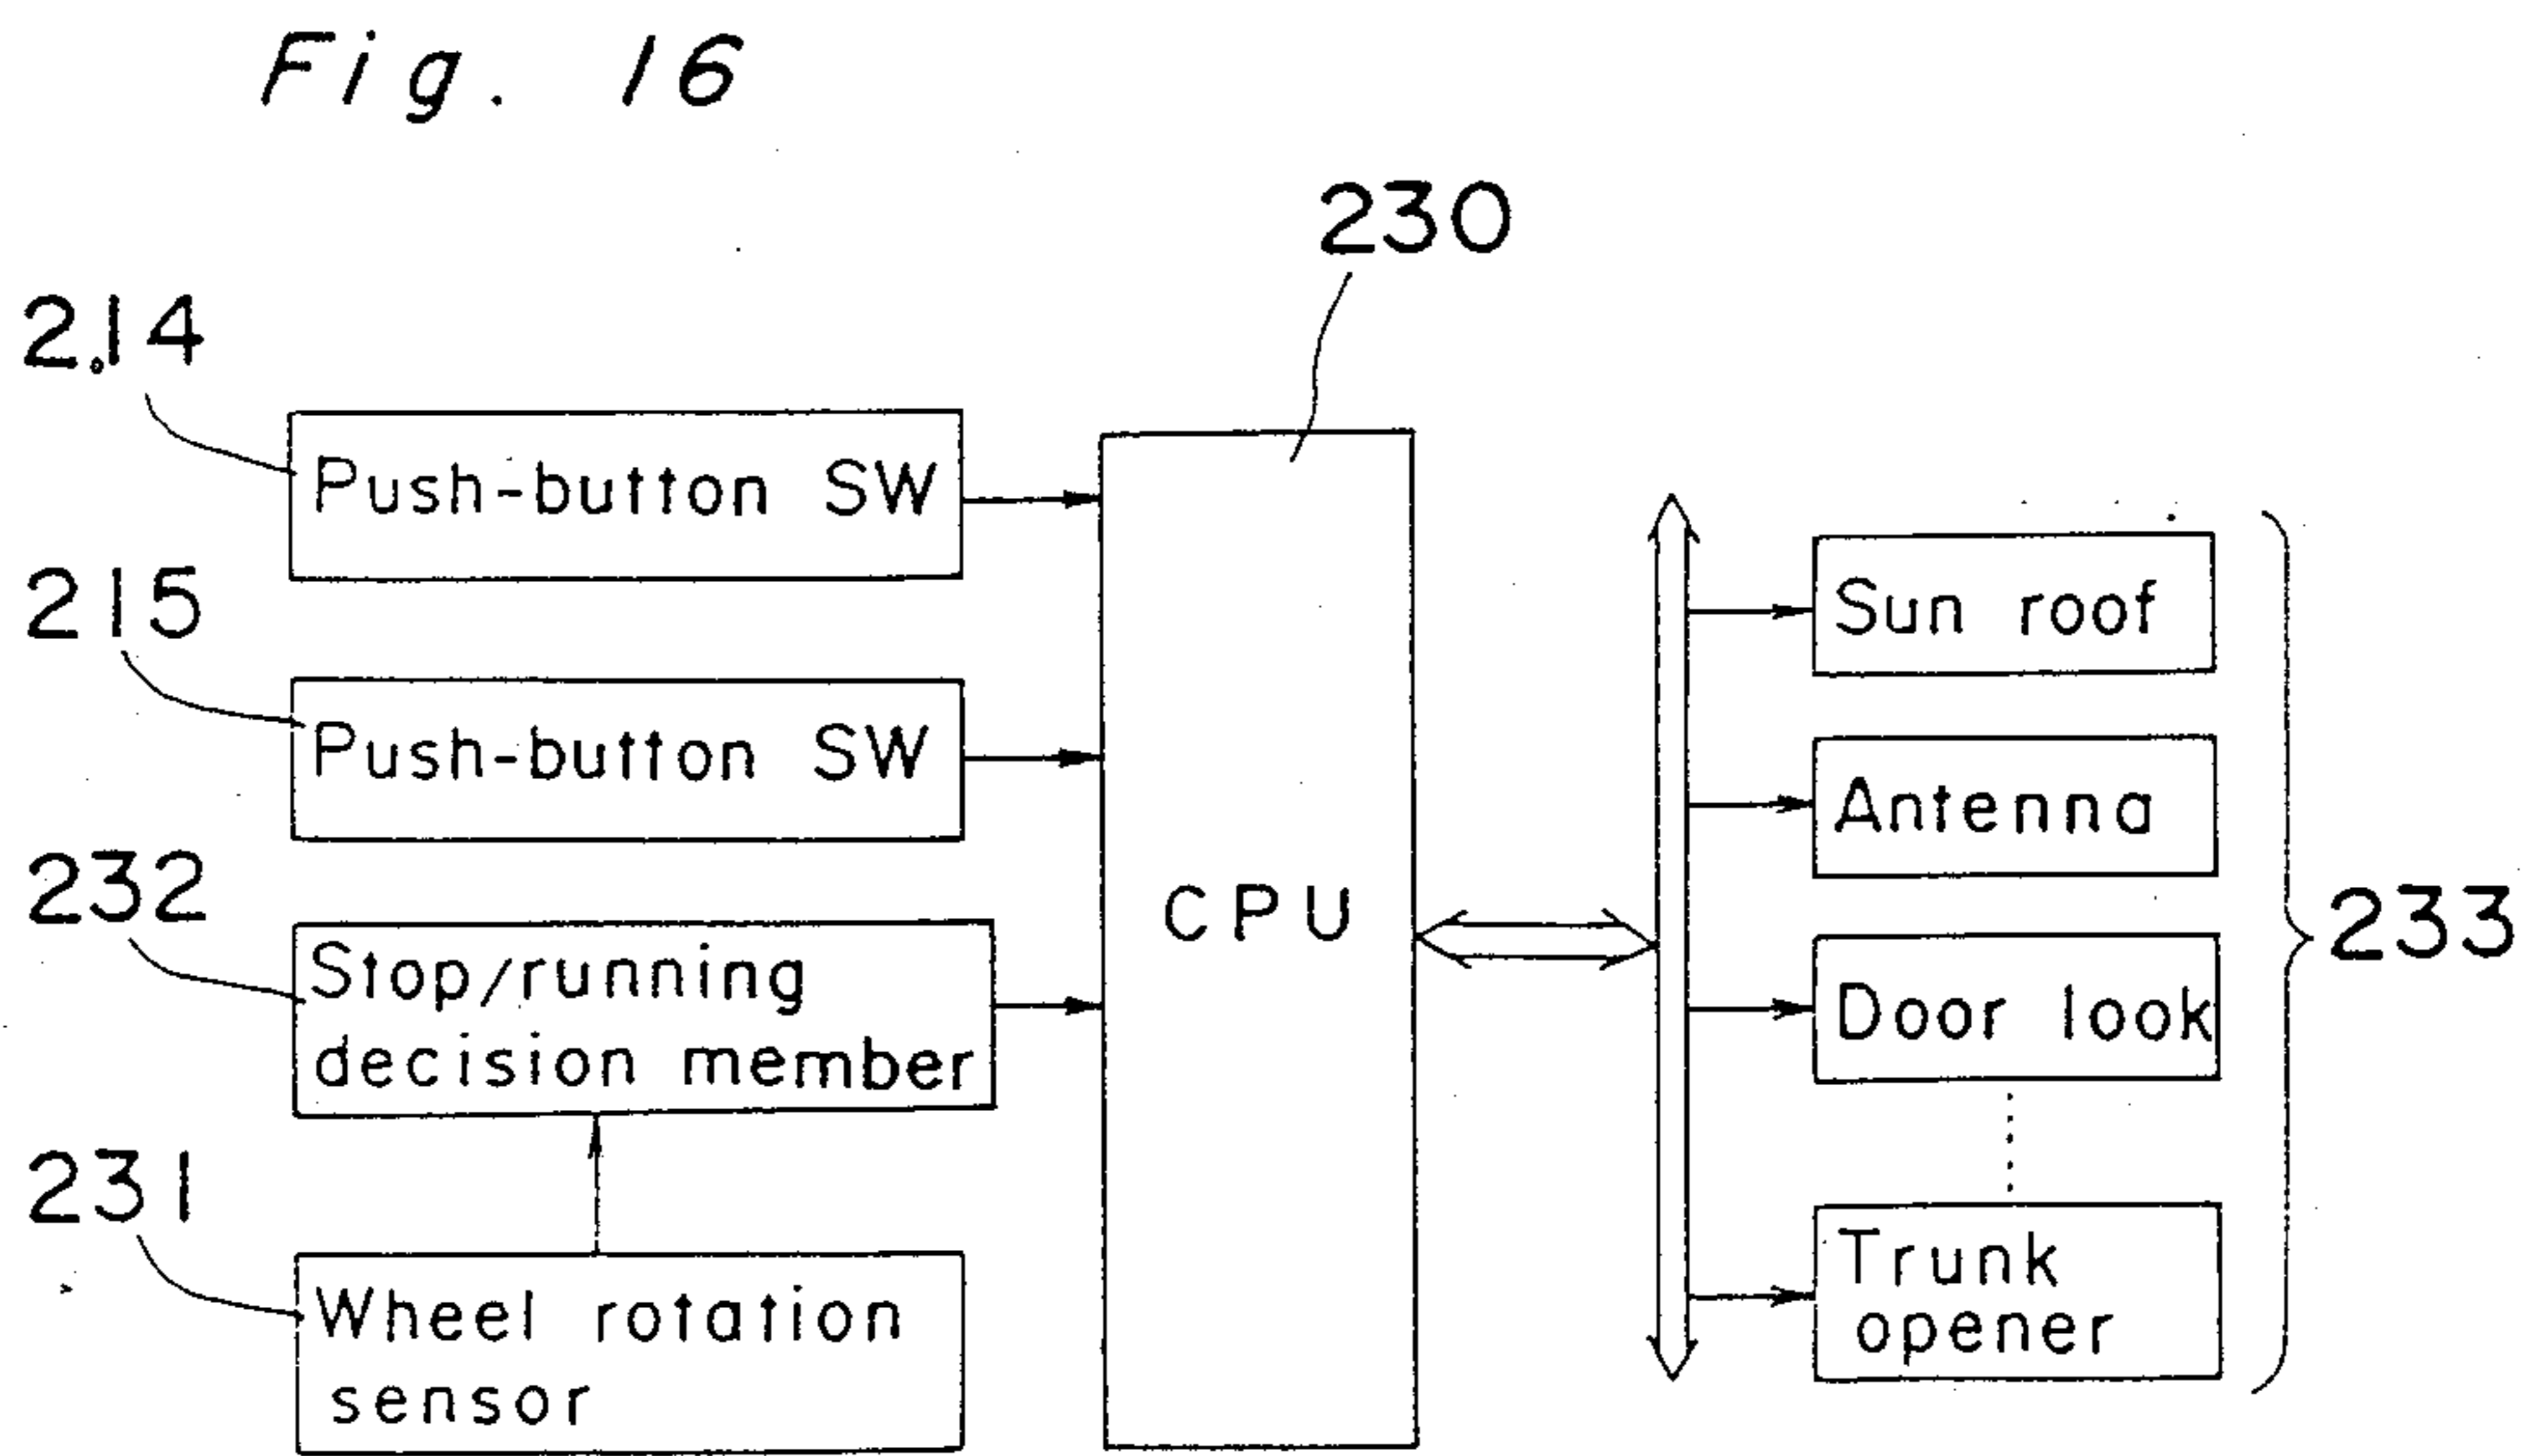 Fig. 16
230
214
Push-button SW
215
Push-button SW
232
Stop/running
decision member
231
Wheel rotation
sensor
CPU
Sun roof
Antenna
Door look
Trunk
opener
233